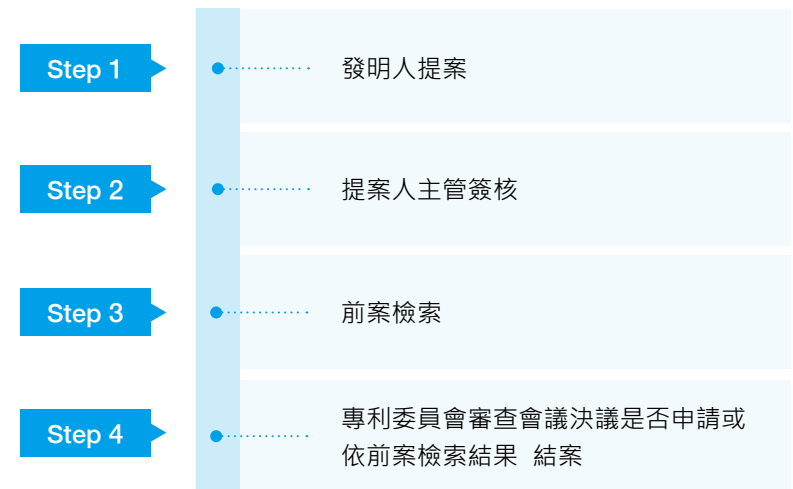 Step 1
發明人提案
Step 2
提案人主管簽核
Step 3
前案檢索
Step 4
專利委員會審查會議決議是否申請或
依前案檢索結果 結案